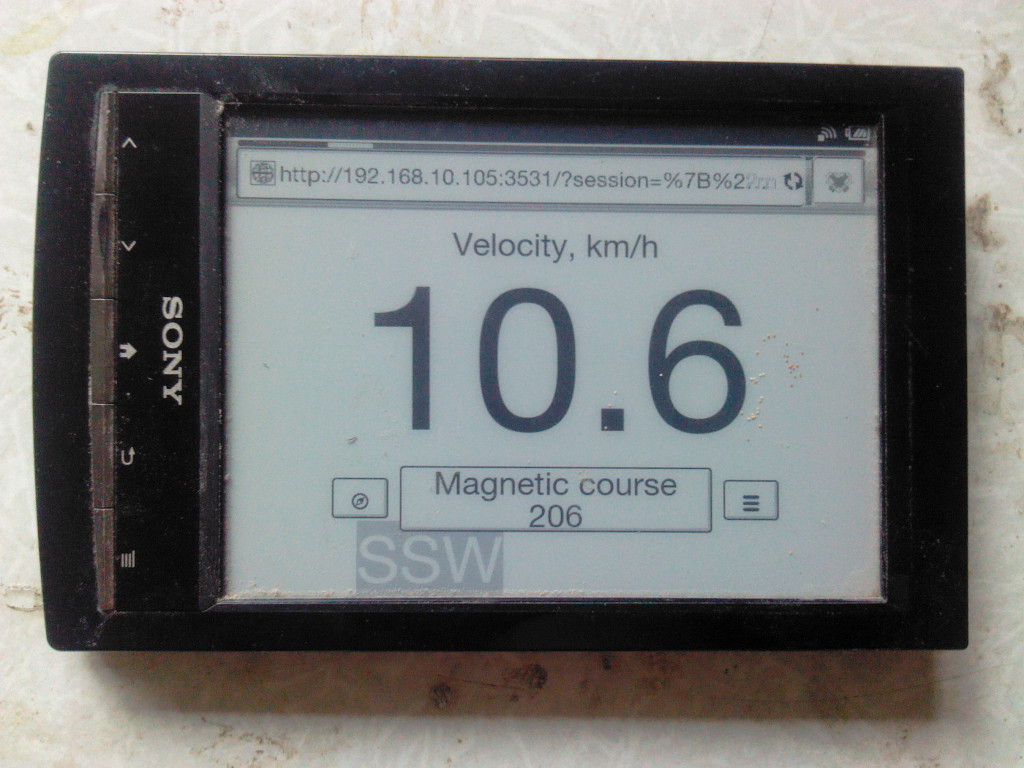 http://192.168.10.105:3531/?session=%7B%2
Velocity, km/h
10.6
Magnetic course
206
SSW
SONY